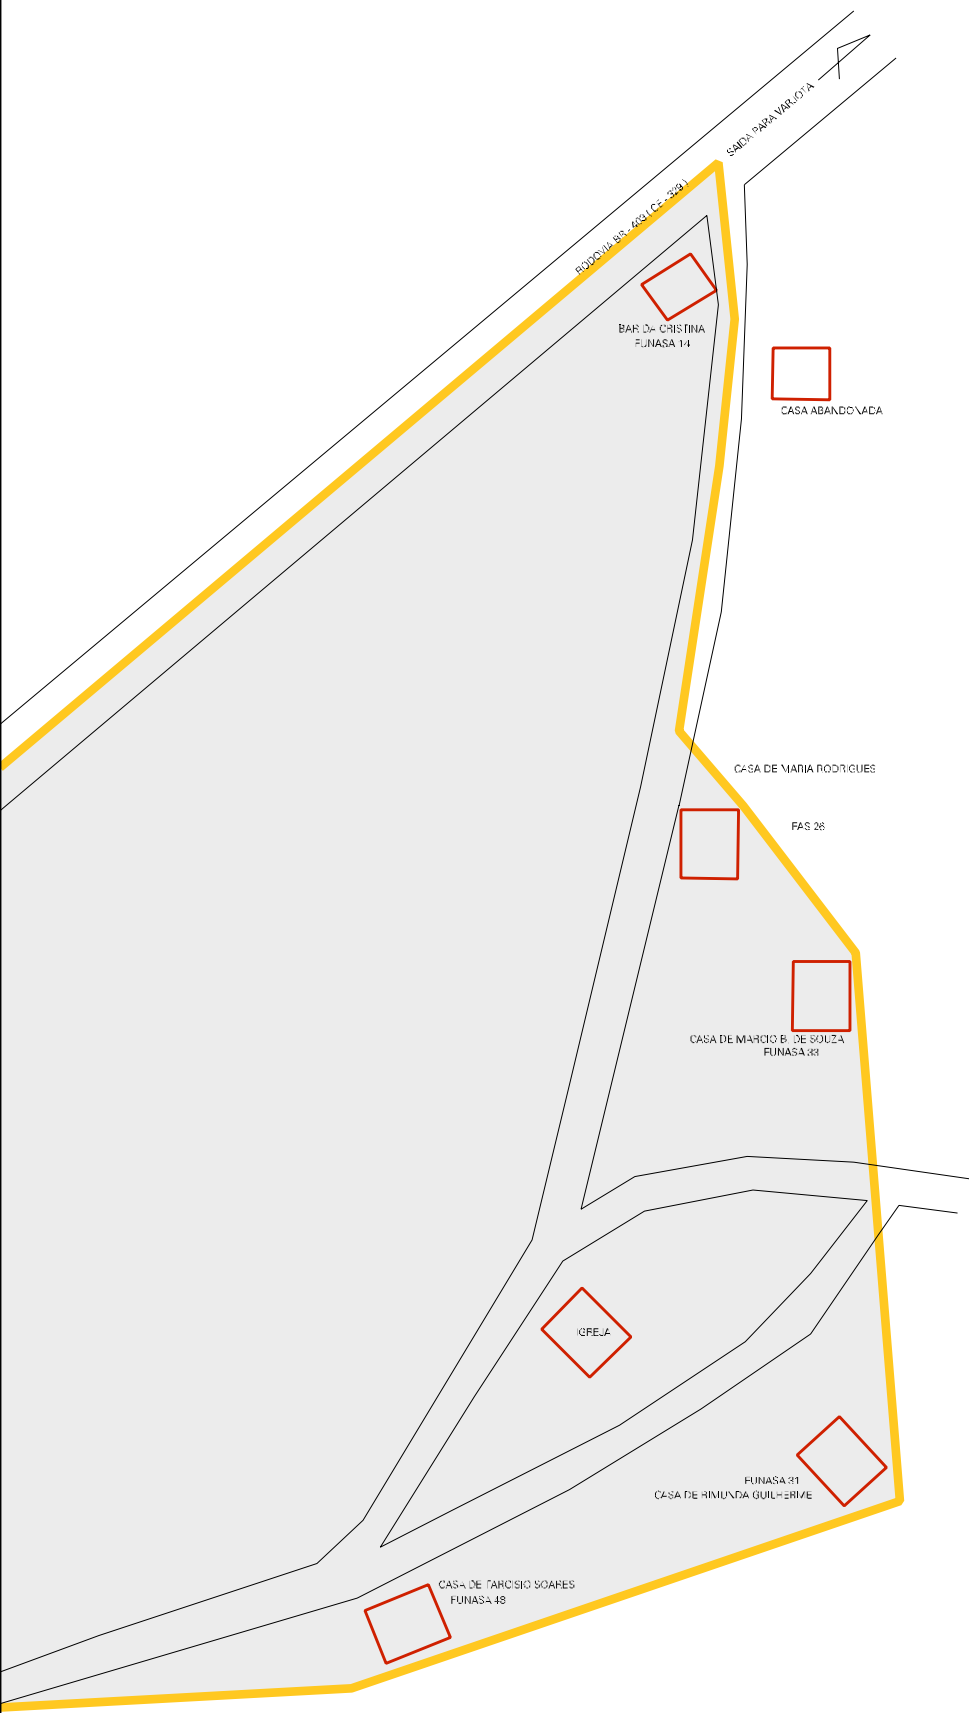 SAIDA PARA VARJOTA
RODOVIA BR - 403 ( CE - 329 )
BAR DA CRISTINA
FUNASA 14
CASA ABANDONADA
CASA DE MARIA RODRIGUES
FAS 26
CASA DE MARCIO B. DE SOUZA
FUNASA 33
IGREJA
FUNASA 31
CASA DE RIMUNDA GUILHERME
CASA DE TARCISIO SOARES
FUNASA 48